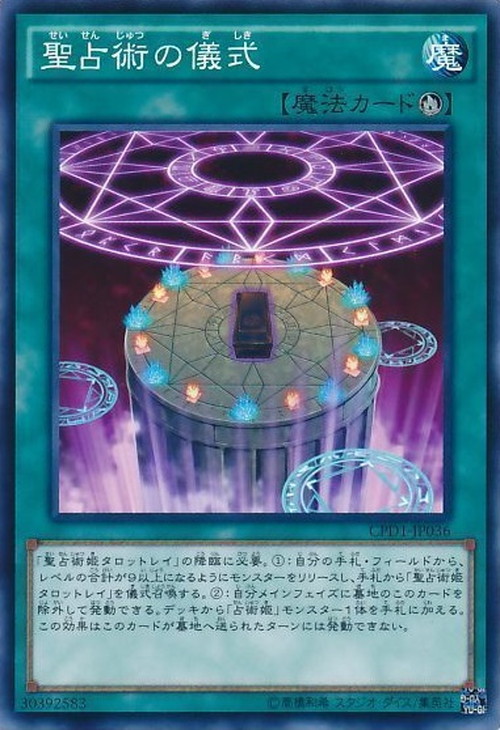 聖占術の儀式
【魔法カード】
CPD1-JP036
「聖占術姫タロットレイ」の降臨に必要。①:自分の手札・フィールドから、
レベルの合計が9以上になるようにモンスターをリリースし、手札から「聖占術姫
タロットレイ」を儀式召喚する。②:自分メインフェイズに墓地のこのカードを
除外して発動できる。デッキから「占術姫」モンスター1体を手札に加える。
この効果はこのカードが墓地へ送られたターンには発動できない。
30392583
©高橋和希 スタジオ・ダイス/集英社